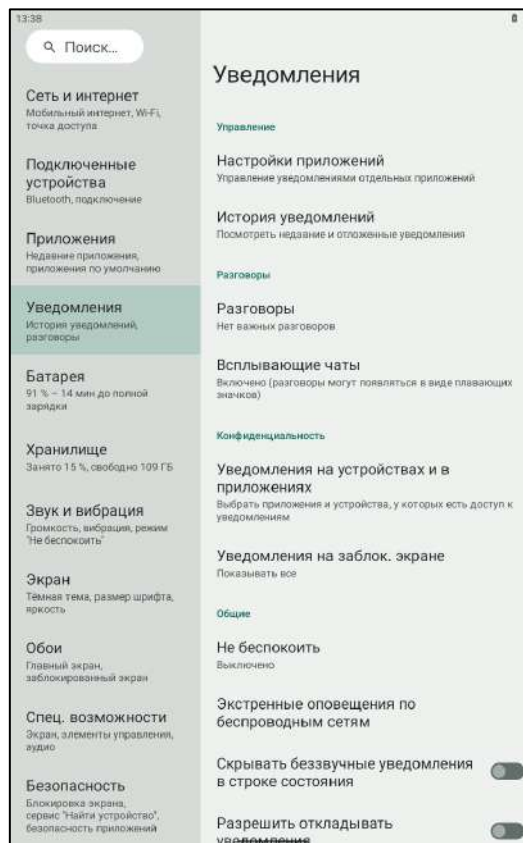 13:38
Поиск...
Сеть и интернет
Мобильный интернет, Wi-Fi,
точка доступа
Подключенные
устройства
Bluetooth, подключение
Приложения
Недавние приложения,
приложения по умолчанию
Уведомления
История уведомлений,
разговоры
Батарея
91 % – 14 мин до полной
зарядки
Хранилище
Занято 15 %, свободно 109 ГБ
Звук и вибрация
Громкость, вибрация, режим
"Не беспокоить"
Экран
Тёмная тема, размер шрифта,
яркость
Обои
Главный экран,
заблокированный экран
Спец. возможности
Экран, элементы управления,
аудио
Безопасность
Блокировка экрана,
сервис "Найти устройство",
безопасность приложений
Уведомления
Управление
Настройки приложений
Управление уведомлениями отдельных приложений
История уведомлений
Посмотреть недавние и отложенные уведомления
Разговоры
Разговоры
Нет важных разговоров
Всплывающие чаты
Включено (разговоры могут появляться в виде плавающих
значков)
Конфиденциальность
Уведомления на устройствах и в
приложениях
Выбрать приложения и устройства, у которых есть доступ к
уведомлениям
Уведомления на заблок. экране
Показывать все
Общие
Не беспокоить
Выключено
Экстренные оповещения по
беспроводным сетям
Скрывать беззвучные уведомления
в строке состояния
Разрешить откладывать
уведомления